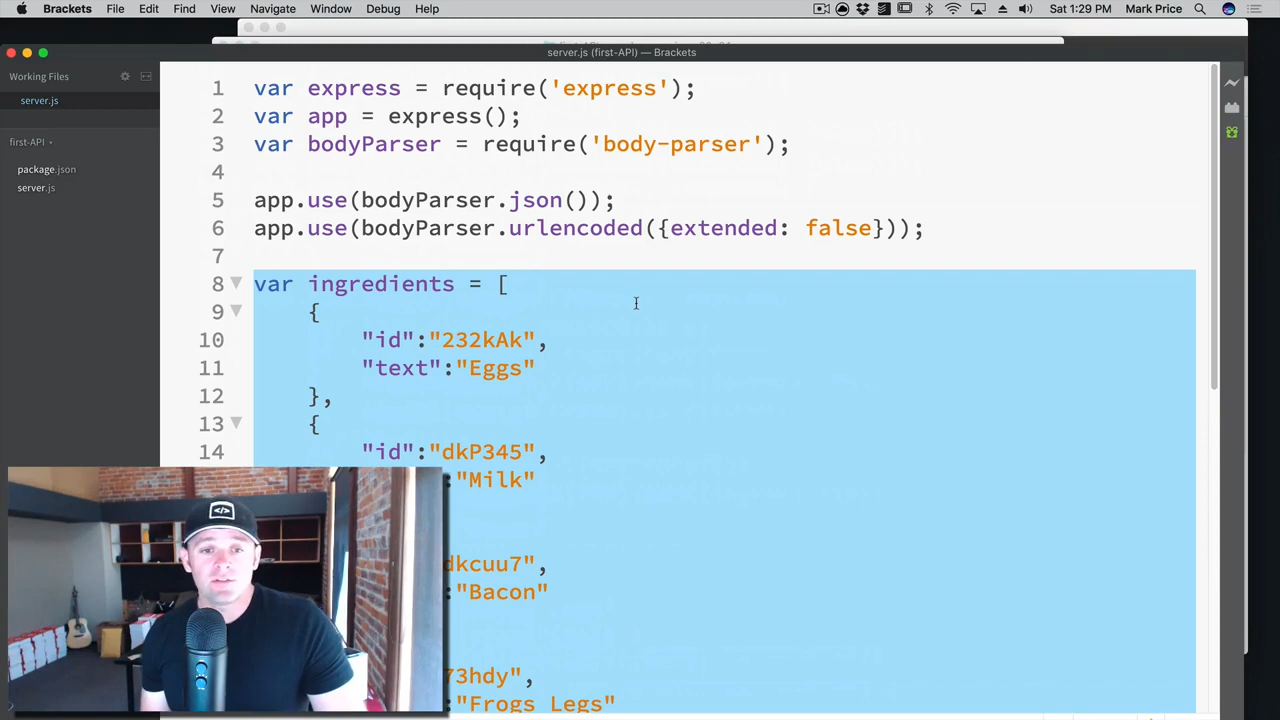 Brackets File Edit Find View Navigate Window Debug Help Sat 1:29 PM Mark Price
server.js (first-API) — Brackets
Working Files
server.js
first-API
package.json
server.js
1 var express = require('express');
2 var app = express();
3 var bodyParser = require('body-parser');
4
5 app.use(bodyParser.json());
6 app.use(bodyParser.urlencoded({extended: false}));
7
8 var ingredients = [
9 {
10 "id":"232kAk",
11 "text":"Eggs"
12 },
13 {
14 "id":"dkP345",
:"Milk"
dkcuu7",
:"Bacon"
73hdy",
:"Frogs Legs"